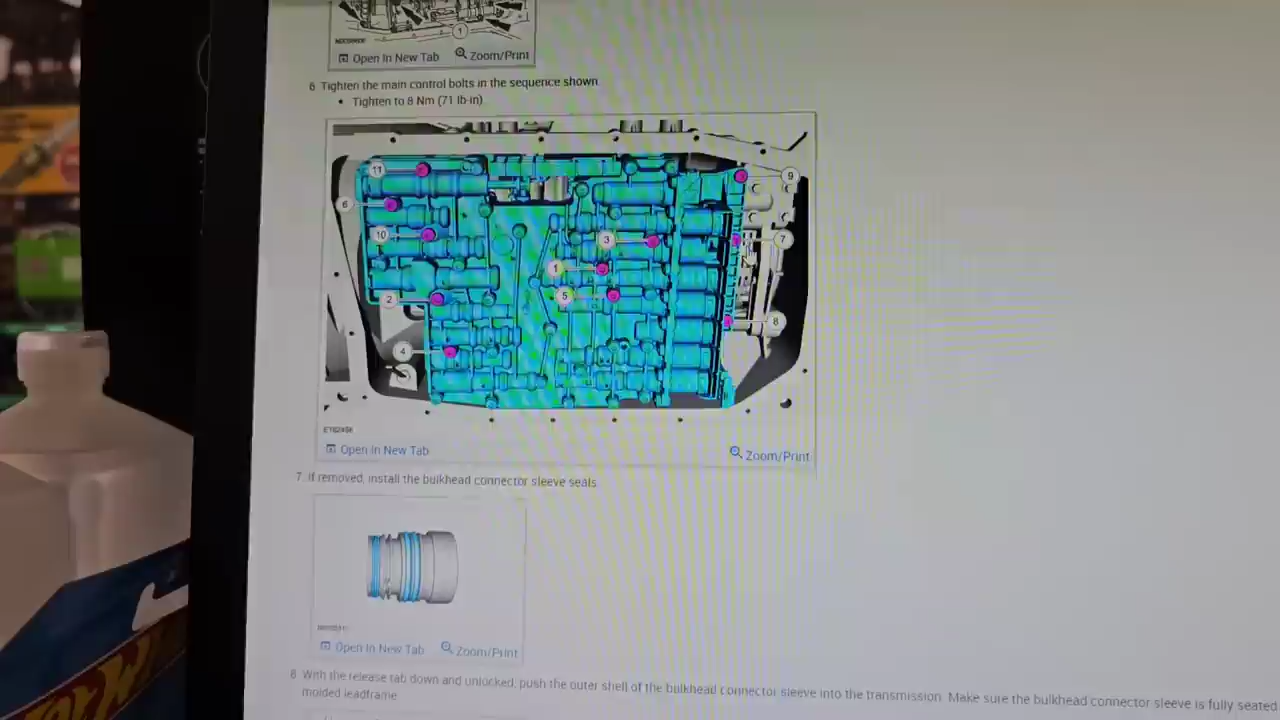 1
Open In New Tab Zoom/Print
6 Tighten the main control bolts in the sequence shown
• Tighten to 8 Nm (71 lb-in)
11
9
6
10
3
7
1
2
5
8
4
Open In New Tab
Zoom/Print
7. If removed, install the bulkhead connector sleeve seals.
Open In New Tab Zoom/Print
8 With the release tab down and unlocked, push the outer shell of the bulkhead connector sleeve into the transmission. Make sure the bulkhead connector sleeve is fully seated
molded leadframe